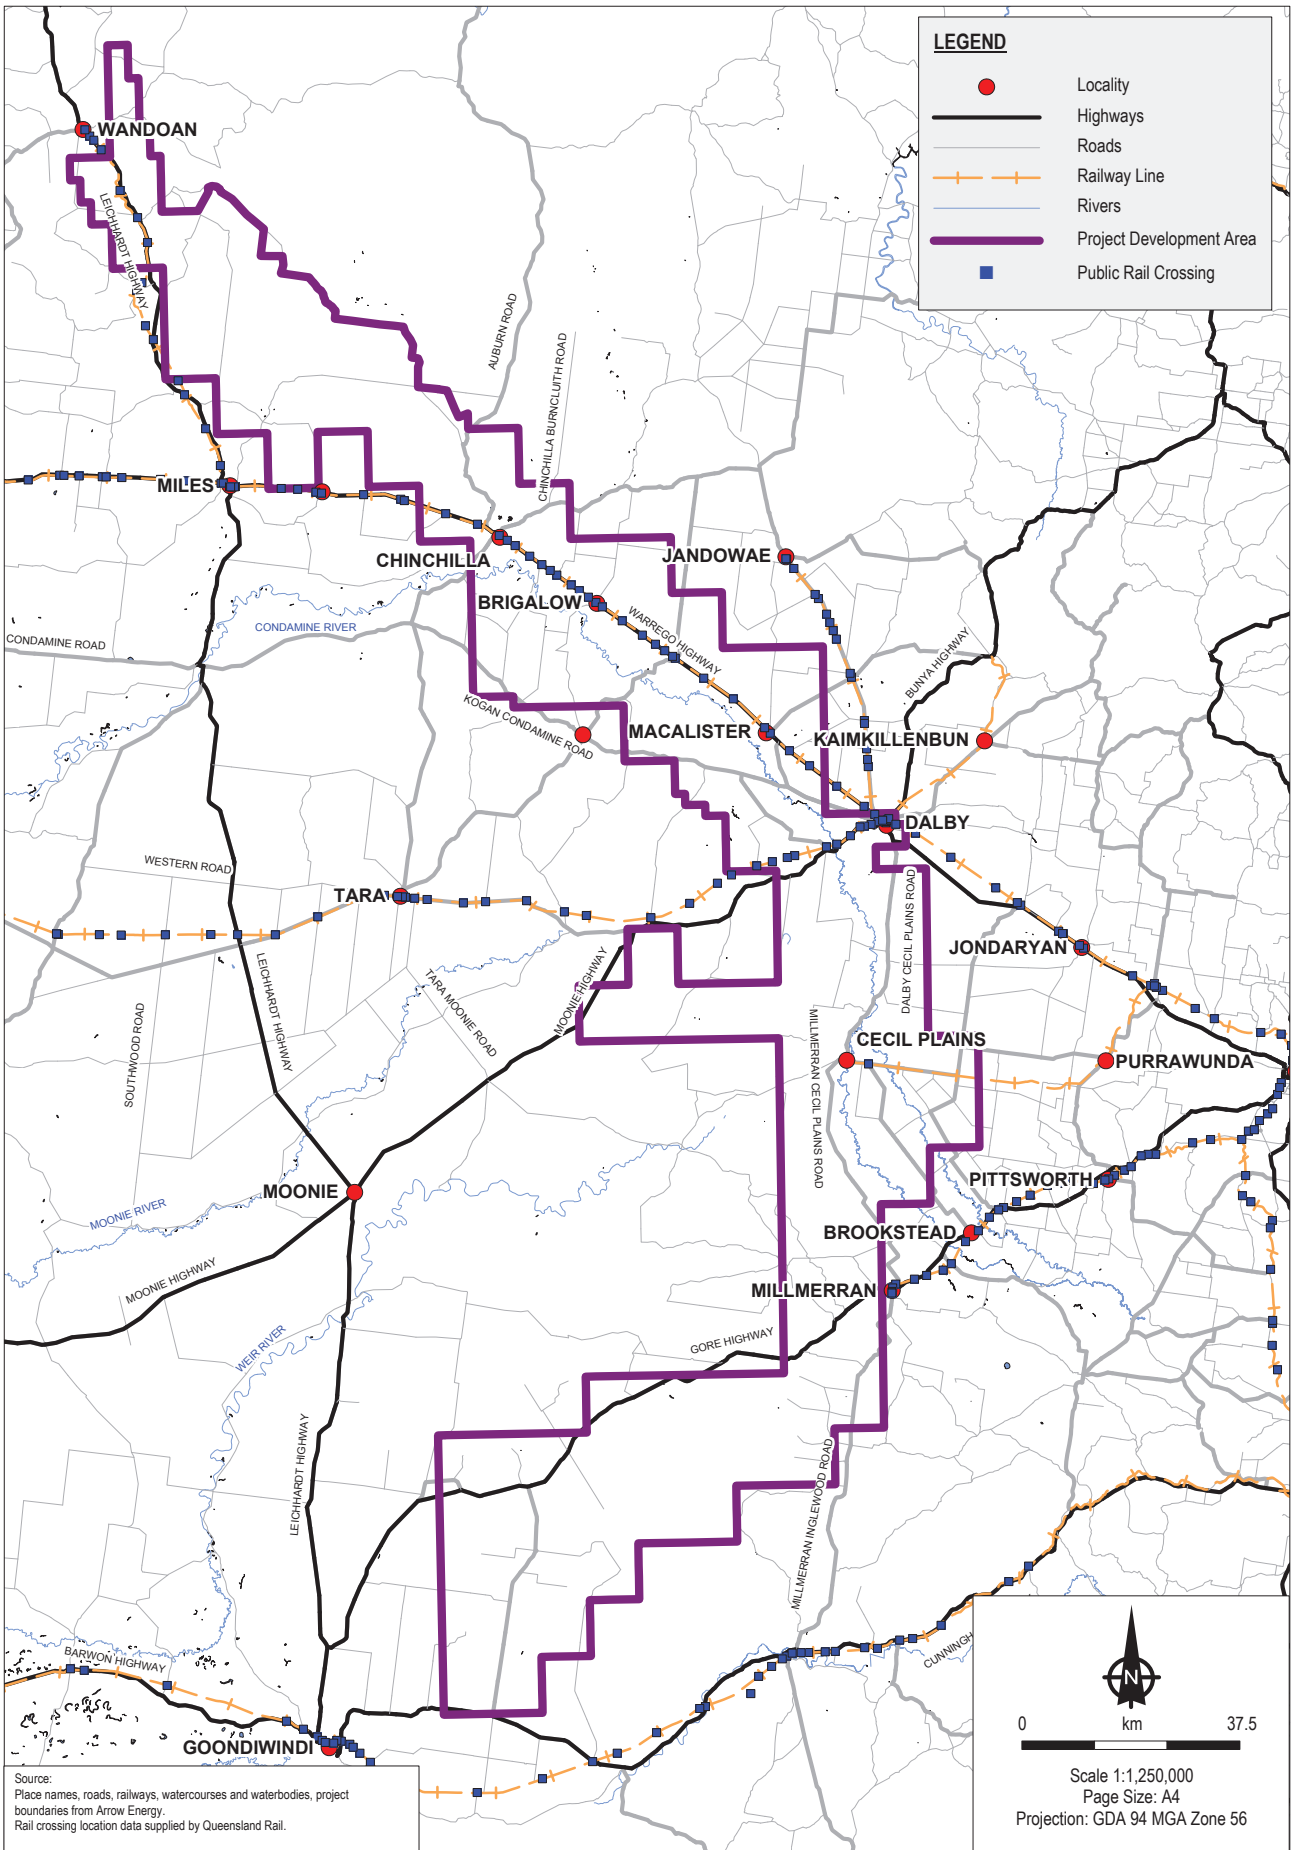 LEGEND
Locality
Highways
Roads
Railway Line
Rivers
Project Development Area
Public Rail Crossing
WANDOAN
LEICHHARDT HIGHWAY
AUBURN ROAD
CHINCHILLA BURNCLUITH ROAD
MILES
CHINCHILLA
JANDOWAE
BRIGALOW
WARREGO HIGHWAY
CONDAMINE RIVER
CONDAMINE ROAD
BUNYA HIGHWAY
KOGAN CONDAMINE ROAD
MACALISTER
KAIMKILLENBUN
DALBY
WESTERN ROAD
TARA
DALBY CECIL PLAINS ROAD
JONDARYAN
LEICHHARDT HIGHWAY
TARA MOONIE ROAD
MOONIE HIGHWAY
SOUTHWOOD ROAD
MILLMERRAN CECIL PLAINS ROAD
CECIL PLAINS
PURRAWUNDA
PITTSWORTH
MOONIE
MOONIE RIVER
BROOKSTEAD
MOONIE HIGHWAY
MILLMERRAN
WEIR RIVER
GORE HIGHWAY
LEICHHARDT HIGHWAY
MILLMERRAN INGLEWOOD ROAD
BARWON HIGHWAY
CUNNINGH
GOONDIWINDI
N
0 km 37.5
Scale 1:1,250,000
Page Size: A4
Projection: GDA 94 MGA Zone 56
Source:
Place names, roads, railways, watercourses and waterbodies, project
boundaries from Arrow Energy.
Rail crossing location data supplied by Queensland Rail.